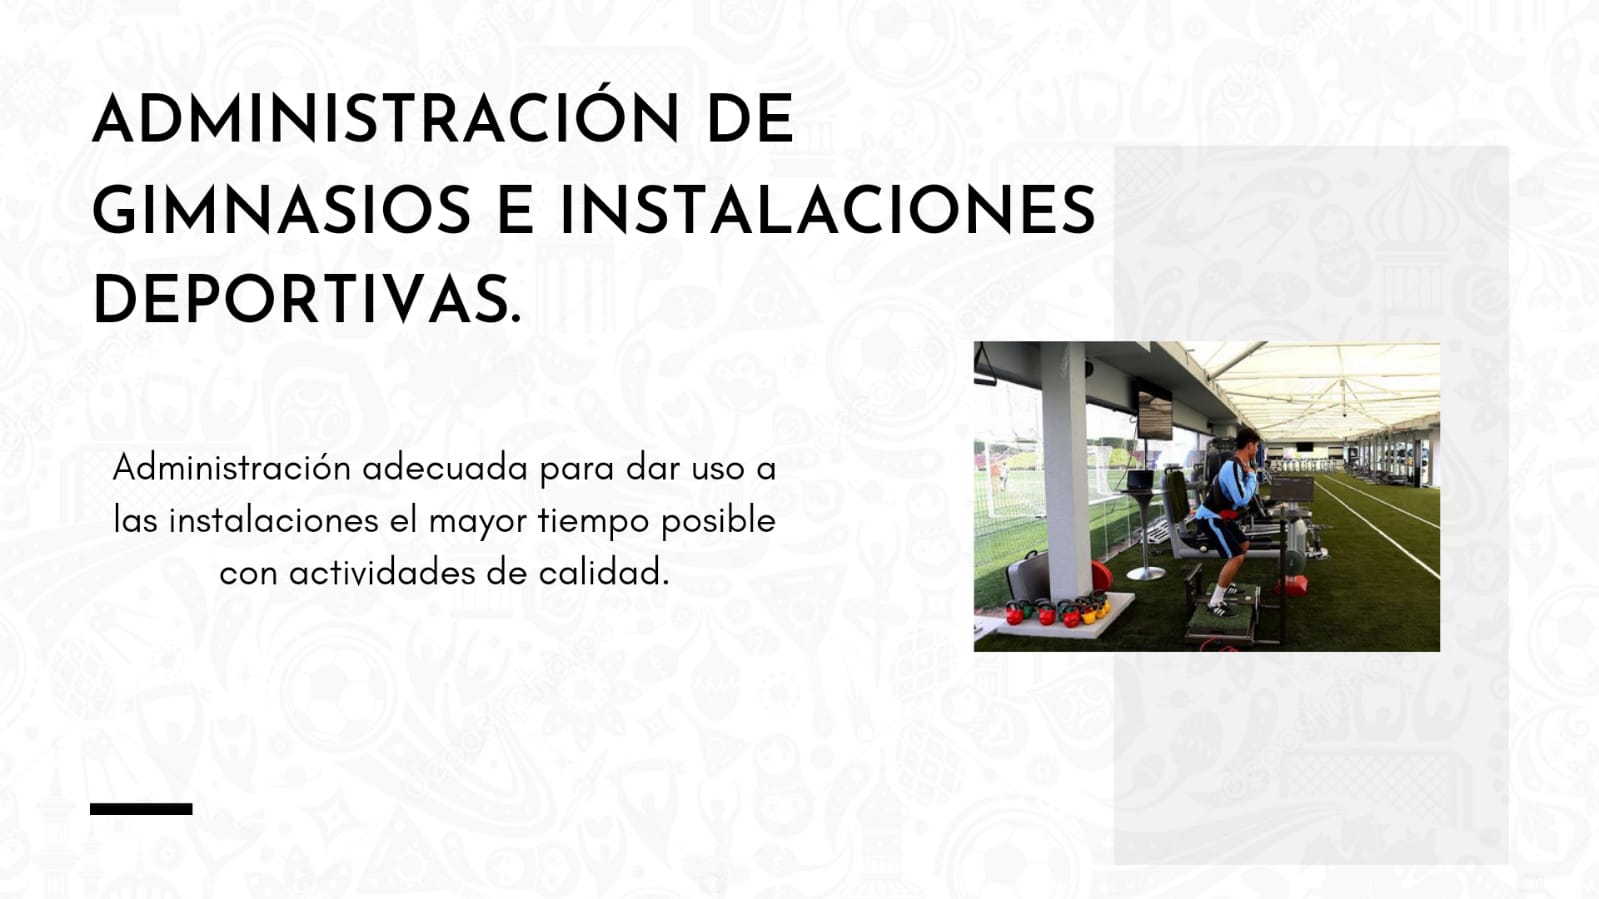 ADMINISTRACIÓN DE
GIMNASIOS E INSTALACIONES
DEPORTIVAS.
Administración adecuada para dar uso a
las instalaciones el mayor tiempo posible
con actividades de calidad.